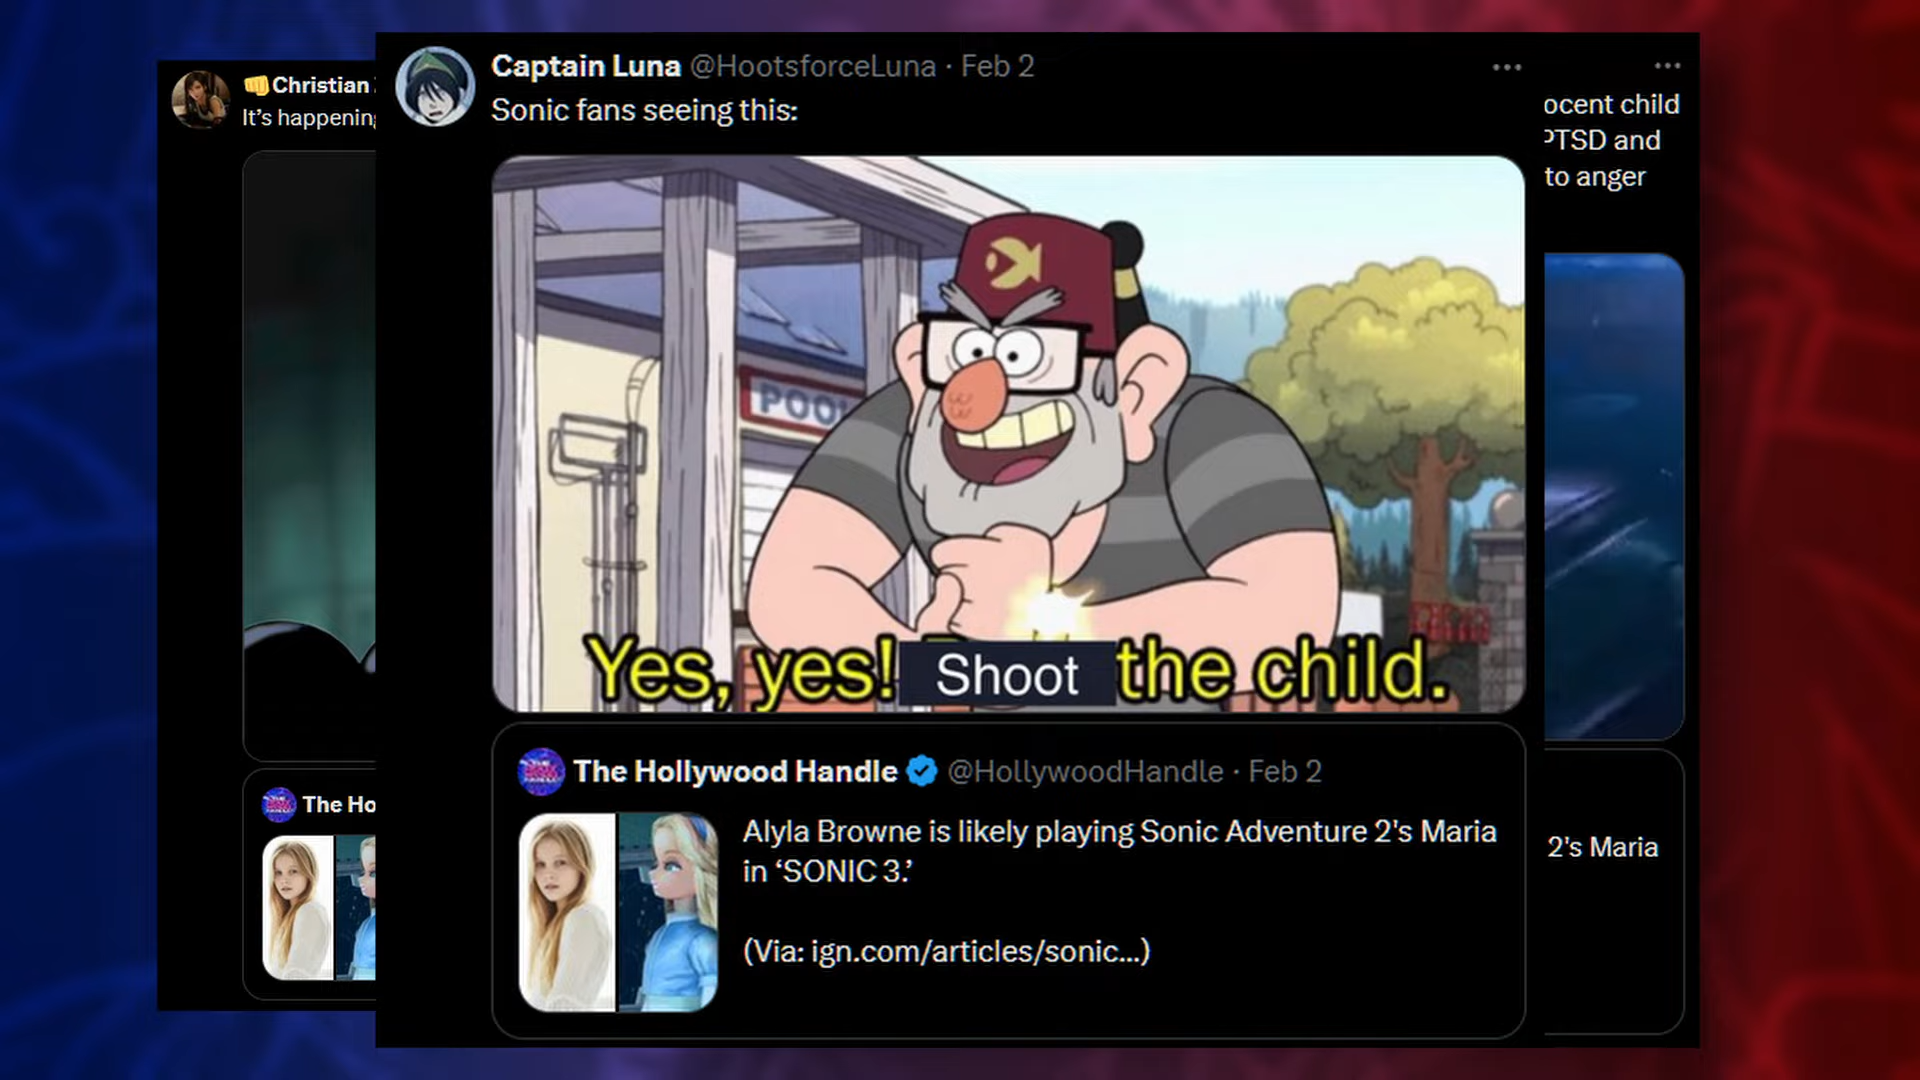 👊Christian
It's happening
The Ho
Captain Luna @HootsforceLuna · Feb 2
Sonic fans seeing this:
POO
Yes, yes! Shoot the child.
The Hollywood Handle @HollywoodHandle · Feb 2
Alyla Browne is likely playing Sonic Adventure 2's Maria
in ‘SONIC 3.’
(Via: ign.com/articles/sonic...)
ocent child
PTSD and
to anger
2's Maria